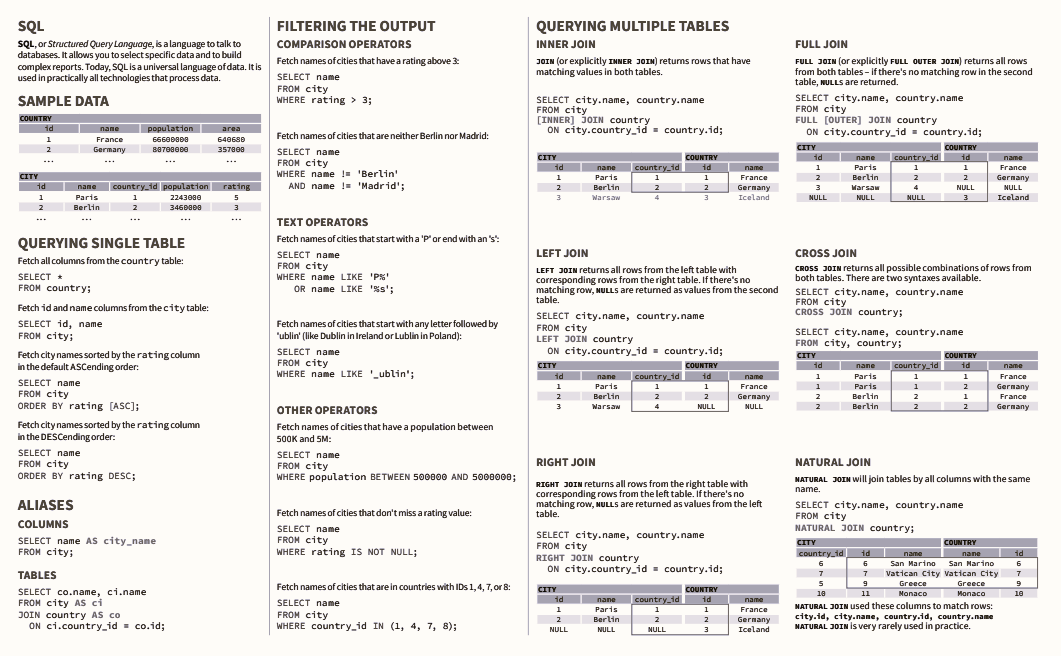 SQL
SQL, or Structured Query Language, is a language to talk to
databases. It allows you to select specific data and to build
complex reports. Today, SQL is a universal language of data. It is
used in practically all technologies that process data.
SAMPLE DATA
COUNTRY
id name population area
1 France 66600000 640680
2 Germany 80700000 357000
... ... ... ...
CITY
id name country_id population rating
1 Paris 1 2243000 5
2 Berlin 2 3460000 3
... ... ... ... ...
QUERYING SINGLE TABLE
Fetch all columns from the country table:
SELECT *
FROM country;
Fetch id and name columns from the city table:
SELECT id, name
FROM city;
Fetch city names sorted by the rating column
in the default ASCending order:
SELECT name
FROM city
ORDER BY rating [ASC];
Fetch city names sorted by the rating column
in the DESCending order:
SELECT name
FROM city
ORDER BY rating DESC;
ALIASES
COLUMNS
SELECT name AS city_name
FROM city;
TABLES
SELECT co.name, ci.name
FROM city AS ci
JOIN country AS co
ON ci.country_id = co.id;
FILTERING THE OUTPUT
COMPARISON OPERATORS
Fetch names of cities that have a rating above 3:
SELECT name
FROM city
WHERE rating > 3;
Fetch names of cities that are neither Berlin nor Madrid:
SELECT name
FROM city
WHERE name != 'Berlin'
AND name != 'Madrid';
TEXT OPERATORS
Fetch names of cities that start with a 'P' or end with an 's':
SELECT name
FROM city
WHERE name LIKE 'P%'
OR name LIKE '%s';
Fetch names of cities that start with any letter followed by
'ublin' (like Dublin in Ireland or Lublin in Poland):
SELECT name
FROM city
WHERE name LIKE '_ublin';
OTHER OPERATORS
Fetch names of cities that have a population between
500K and 5M:
SELECT name
FROM city
WHERE population BETWEEN 500000 AND 5000000;
Fetch names of cities that don't miss a rating value:
SELECT name
FROM city
WHERE rating IS NOT NULL;
Fetch names of cities that are in countries with IDs 1, 4, 7, or 8:
SELECT name
FROM city
WHERE country_id IN (1, 4, 7, 8);
QUERYING MULTIPLE TABLES
INNER JOIN
JOIN (or explicitly INNER JOIN) returns rows that have
matching values in both tables.
SELECT city.name, country.name
FROM city
[INNER] JOIN country
ON city.country_id = country.id;
CITY COUNTRY
id name country_id id name
1 Paris 1 1 France
2 Berlin 2 2 Germany
3 Warsaw 4 3 Iceland
LEFT JOIN
LEFT JOIN returns all rows from the left table with
corresponding rows from the right table. If there's no
matching row, NULLs are returned as values from the second
table.
SELECT city.name, country.name
FROM city
LEFT JOIN country
ON city.country_id = country.id;
CITY COUNTRY
id name country_id id name
1 Paris 1 1 France
2 Berlin 2 2 Germany
3 Warsaw 4 NULL NULL
RIGHT JOIN
RIGHT JOIN returns all rows from the right table with
corresponding rows from the left table. If there's no
matching row, NULLs are returned as values from the left
table.
SELECT city.name, country.name
FROM city
RIGHT JOIN country
ON city.country_id = country.id;
CITY COUNTRY
id name country_id id name
1 Paris 1 1 France
2 Berlin 2 2 Germany
NULL NULL NULL 3 Iceland
FULL JOIN
FULL JOIN (or explicitly FULL OUTER JOIN) returns all rows
from both tables – if there's no matching row in the second
table, NULLs are returned.
SELECT city.name, country.name
FROM city
FULL [OUTER] JOIN country
ON city.country_id = country.id;
CITY COUNTRY
id name country_id id name
1 Paris 1 1 France
2 Berlin 2 2 Germany
3 Warsaw 4 NULL NULL
NULL NULL NULL 3 Iceland
CROSS JOIN
CROSS JOIN returns all possible combinations of rows from
both tables. There are two syntaxes available.
SELECT city.name, country.name
FROM city
CROSS JOIN country;
SELECT city.name, country.name
FROM city, country;
CITY COUNTRY
id name country_id id name
1 Paris 1 1 France
1 Paris 1 2 Germany
2 Berlin 2 1 France
2 Berlin 2 2 Germany
NATURAL JOIN
NATURAL JOIN will join tables by all columns with the same
name.
SELECT city.name, country.name
FROM city
NATURAL JOIN country;
CITY COUNTRY
country_id id name name id
6 6 San Marino San Marino 6
7 7 Vatican City Vatican City 7
5 9 Greece Greece 9
10 11 Monaco Monaco 10
NATURAL JOIN used these columns to match rows:
city.id, city.name, country.id, country.name
NATURAL JOIN is very rarely used in practice.